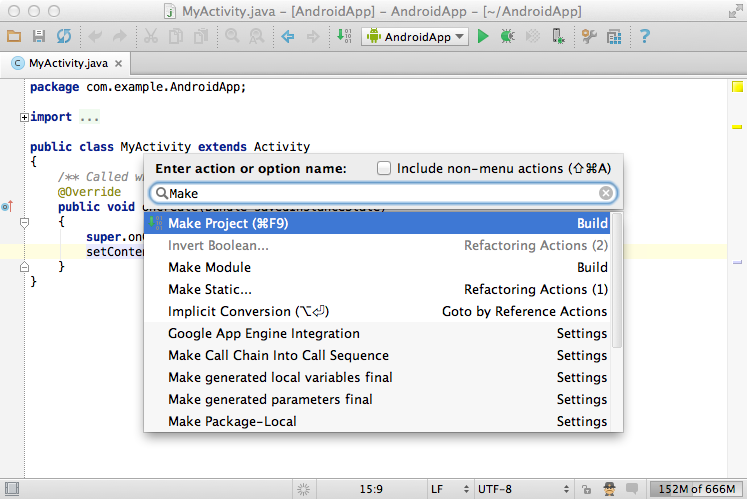 MyActivity.java – [AndroidApp] – AndroidApp – [~/AndroidApp]
AndroidApp
MyActivity.java
package com.example.AndroidApp;
import ...
public class MyActivity extends Activity
{
/** Called
@Override
public void onCreate(Bundle savedInstanceState)
{
super.on
setConten
}
}
Enter action or option name:
Include non-menu actions (⇧⌘A)
Make
Make Project (⌘F9) Build
Invert Boolean... Refactoring Actions (2)
Make Module Build
Make Static... Refactoring Actions (1)
Implicit Conversion (⌥⏎) Goto by Reference Actions
Google App Engine Integration Settings
Make Call Chain Into Call Sequence Settings
Make generated local variables final Settings
Make generated parameters final Settings
Make Package-Local Settings
15:9 LF UTF-8 152M of 666M